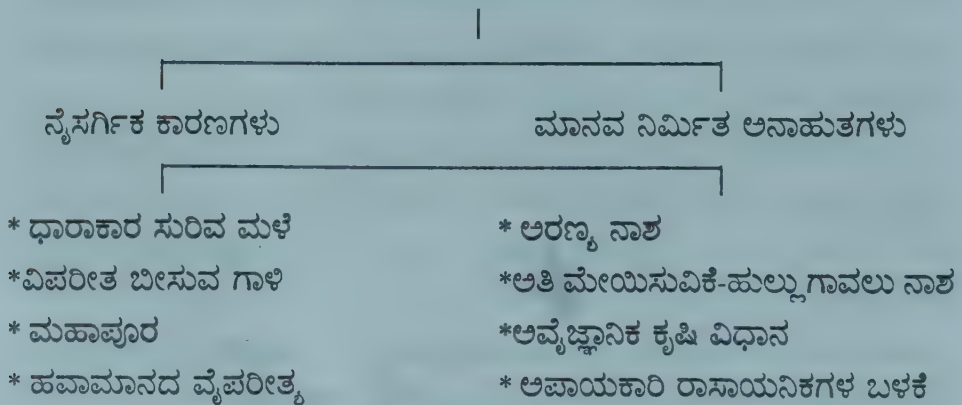 ನೈಸರ್ಗಿಕ ಕಾರಣಗಳು
ಮಾನವ ನಿರ್ಮಿತ ಅನಾಹುತಗಳು
* ಧಾರಾಕಾರ ಸುರಿವ ಮಳೆ
*ವಿಪರೀತ ಬೀಸುವ ಗಾಳಿ
* ಮಹಾಪೂರ
* ಹವಾಮಾನದ ವೈಪರೀತ್ಯ
* ಅರಣ್ಯ ನಾಶ
*ಅತಿ ಮೇಯಿಸುವಿಕೆ-ಹುಲ್ಲುಗಾವಲು ನಾಶ
*ಅವೈಜ್ಞಾನಿಕ ಕೃಷಿ ವಿಧಾನ
* ಅಪಾಯಕಾರಿ ರಾಸಾಯನಿಕಗಳ ಬಳಕೆ